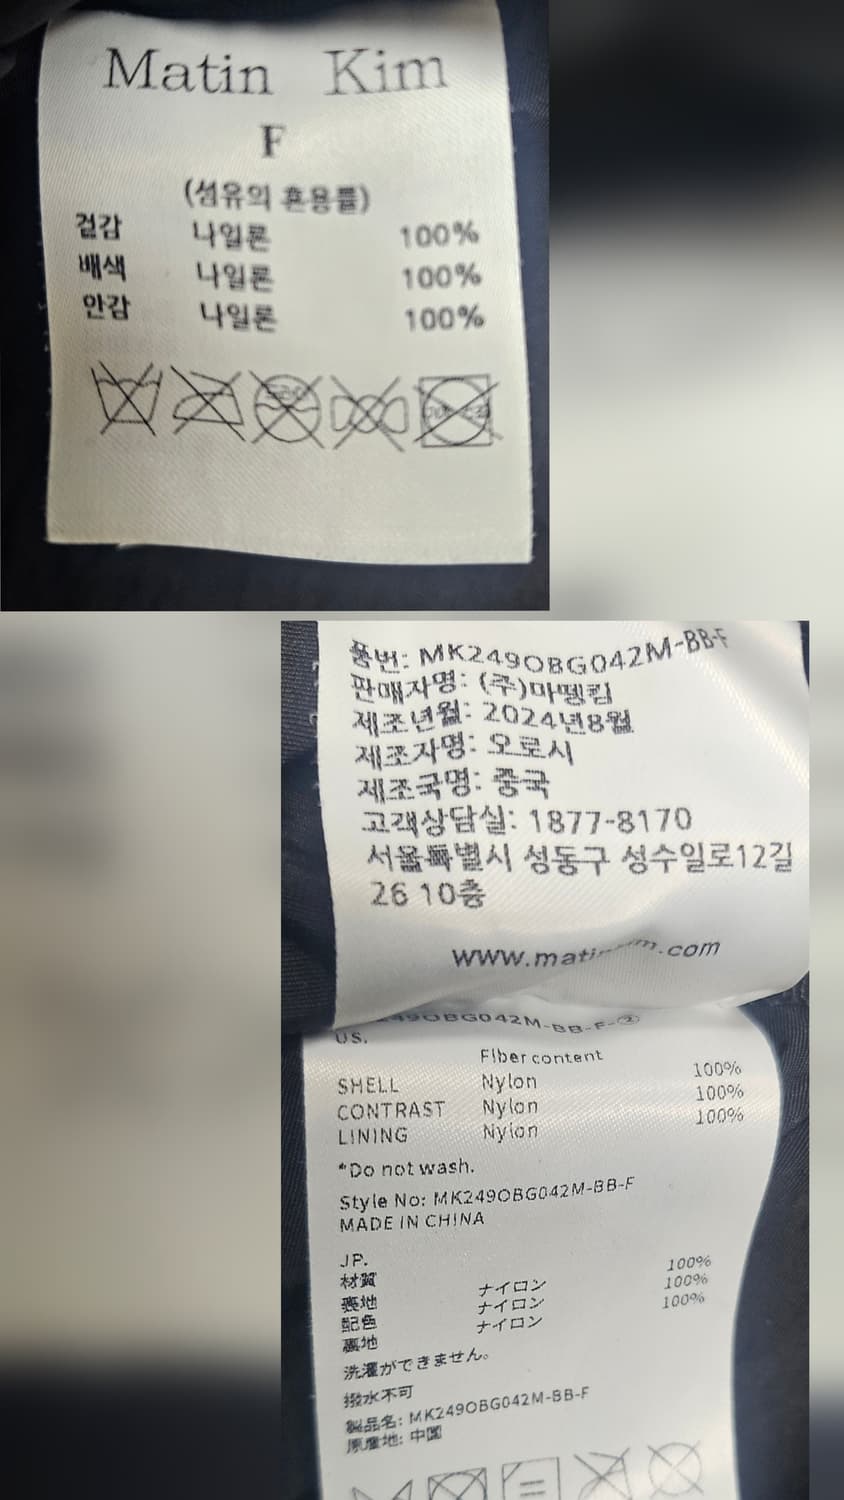 Matin Kim
F
(섬유의 혼용률)
겉감 나일론 100%
배색 나일론 100%
안감 나일론 100%
품번: MK249OBG042M-BB-F
판매자명: (주)마뗑킴
제조년월: 2024년8월
제조자명: 오로시
제조국명: 중국
고객상담실: 1877-8170
서울특별시 성동구 성수일로12길
26 10층
249OBG042M-BB-F-②
US.
Fiber content
SHELL Nylon 100%
CONTRAST Nylon 100%
LINING Nylon 100%
*Do not wash.
Style No: MK249OBG042M-BB-F
MADE IN CHINA
JP.
材質
表地 ナイロン 100%
配色 ナイロン 100%
裏地 ナイロン 100%
洗濯ができません。
撥水不可
製品名: MK249OBG042M-BB-F
原産地: 中国